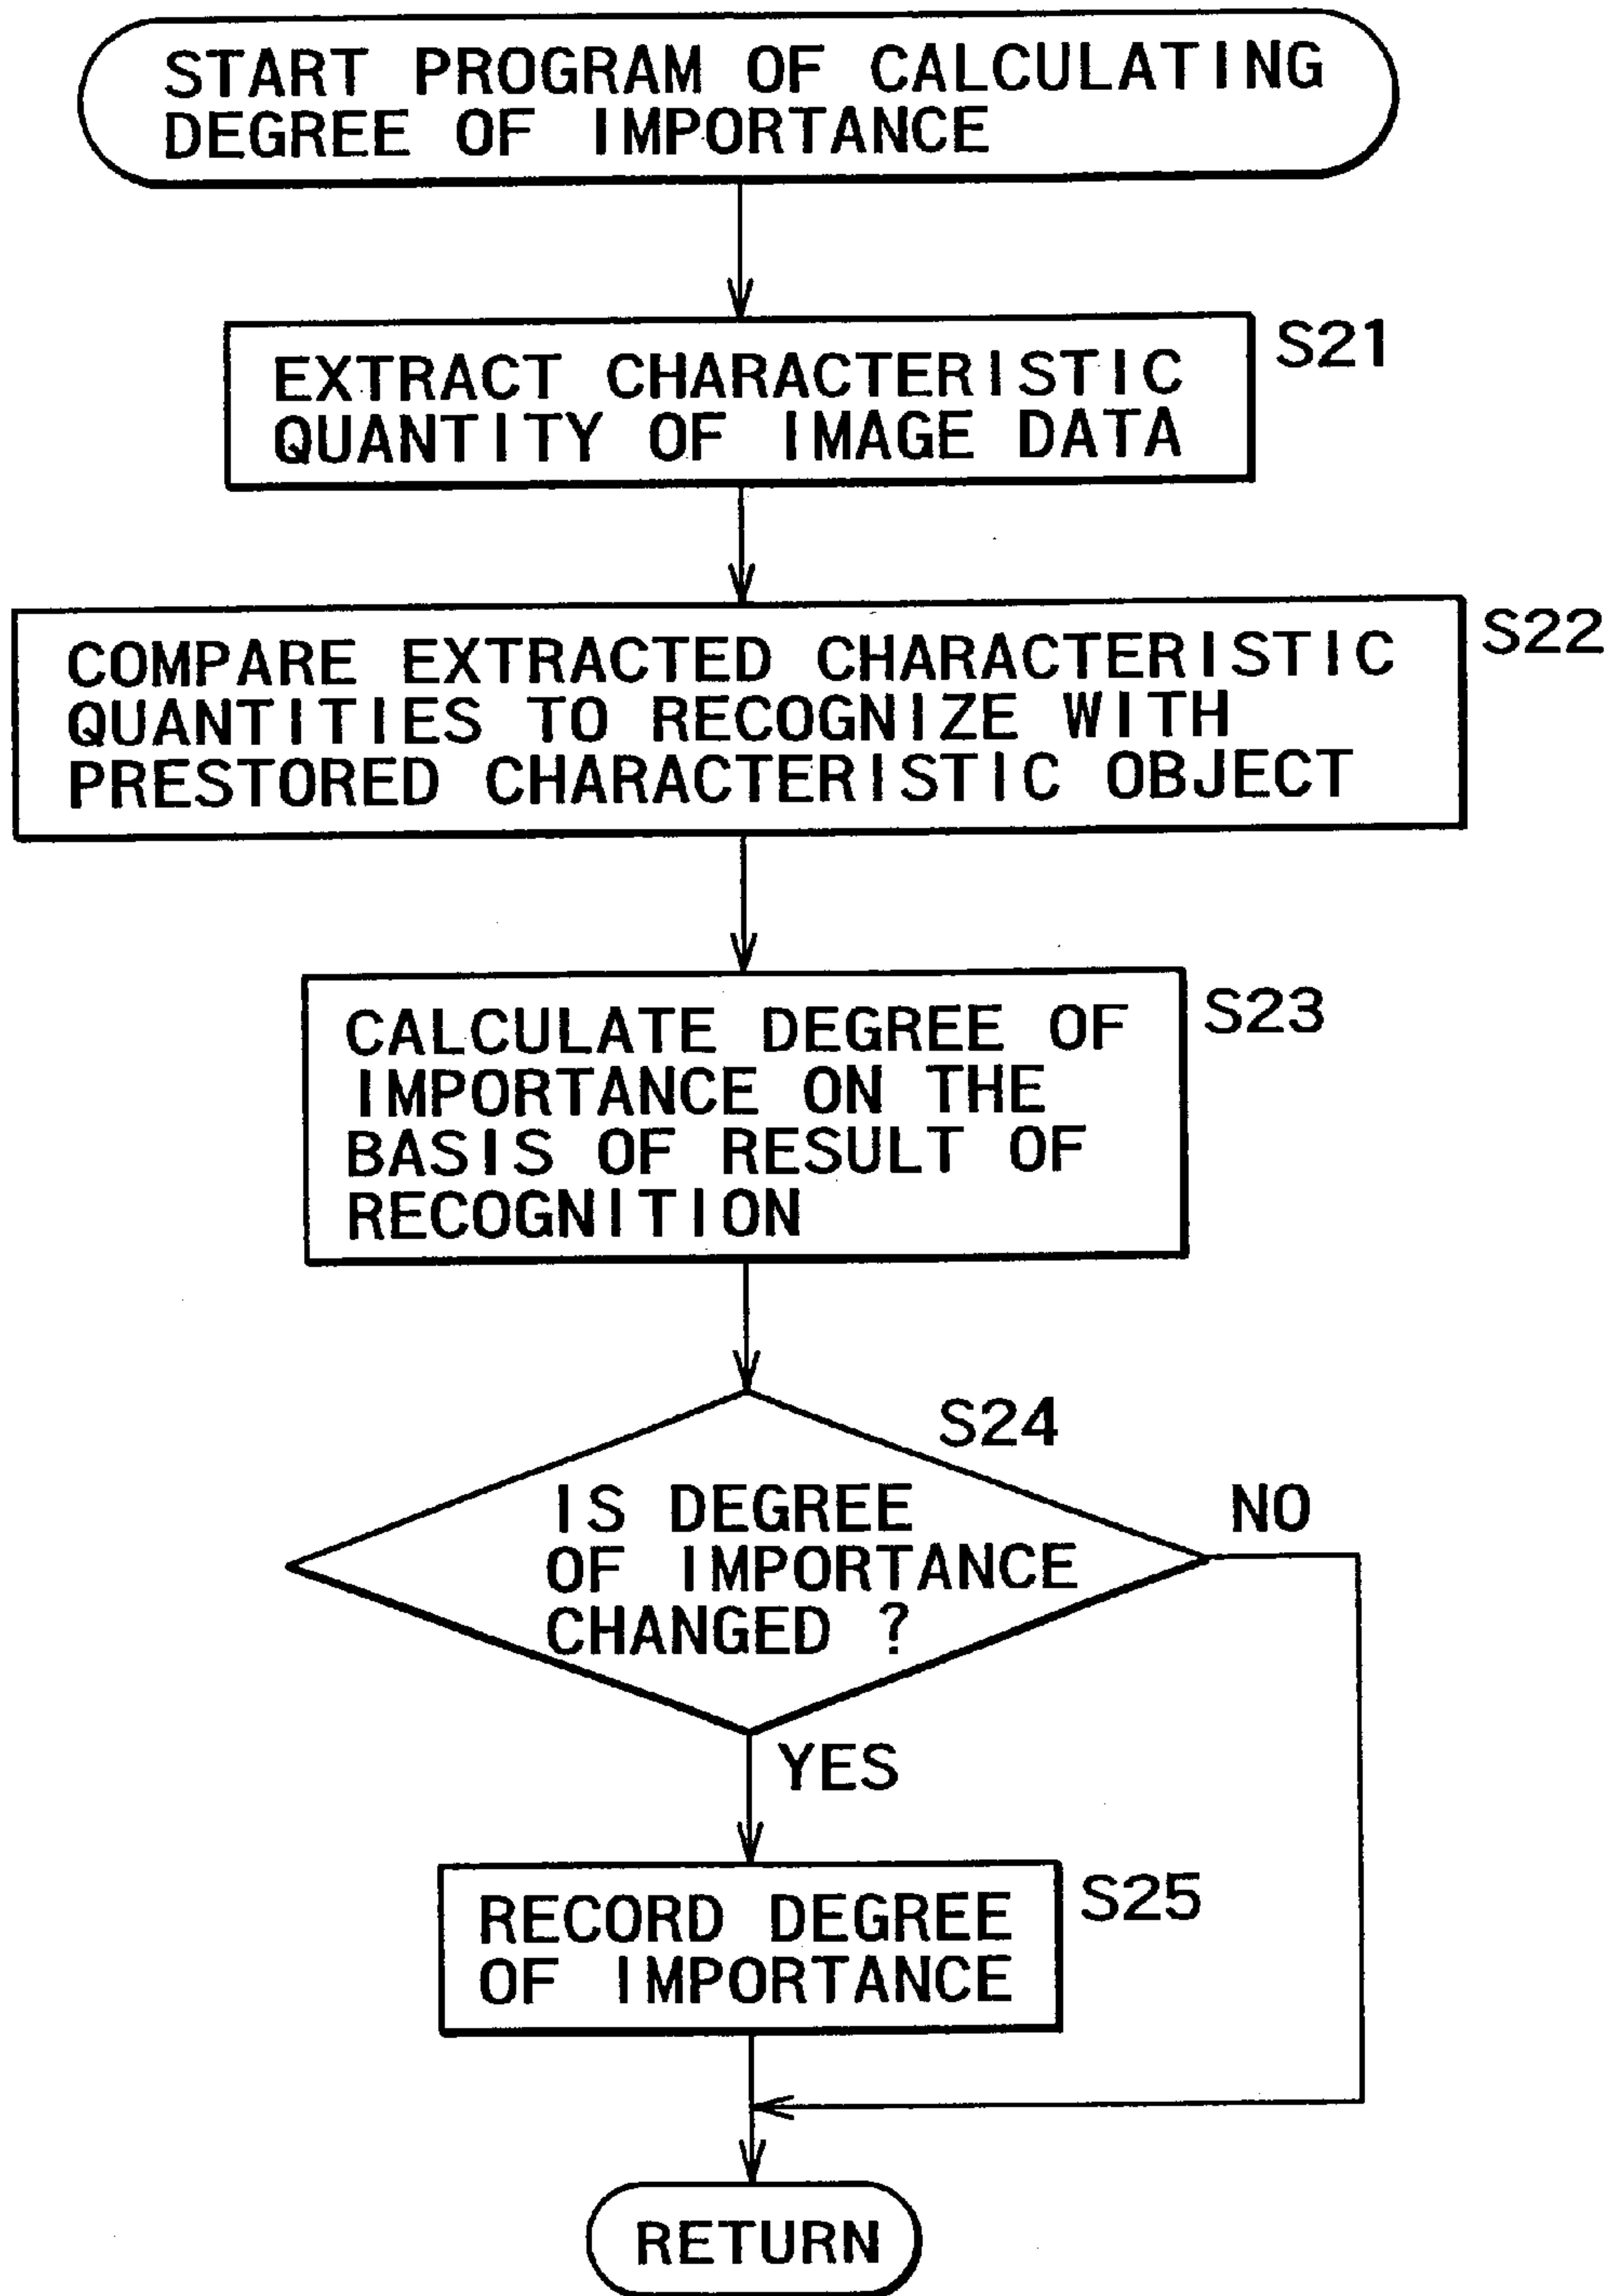 START PROGRAM OF CALCULATING
DEGREE OF IMPORTANCE
S21
EXTRACT CHARACTERISTIC
QUANTITY OF IMAGE DATA
S22
COMPARE EXTRACTED CHARACTERISTIC
QUANTITIES TO RECOGNIZE WITH
PRESTORED CHARACTERISTIC OBJECT
S23
CALCULATE DEGREE OF
IMPORTANCE ON THE
BASIS OF RESULT OF
RECOGNITION
S24
IS DEGREE
OF IMPORTANCE
CHANGED ?
NO
YES
S25
RECORD DEGREE
OF IMPORTANCE
RETURN